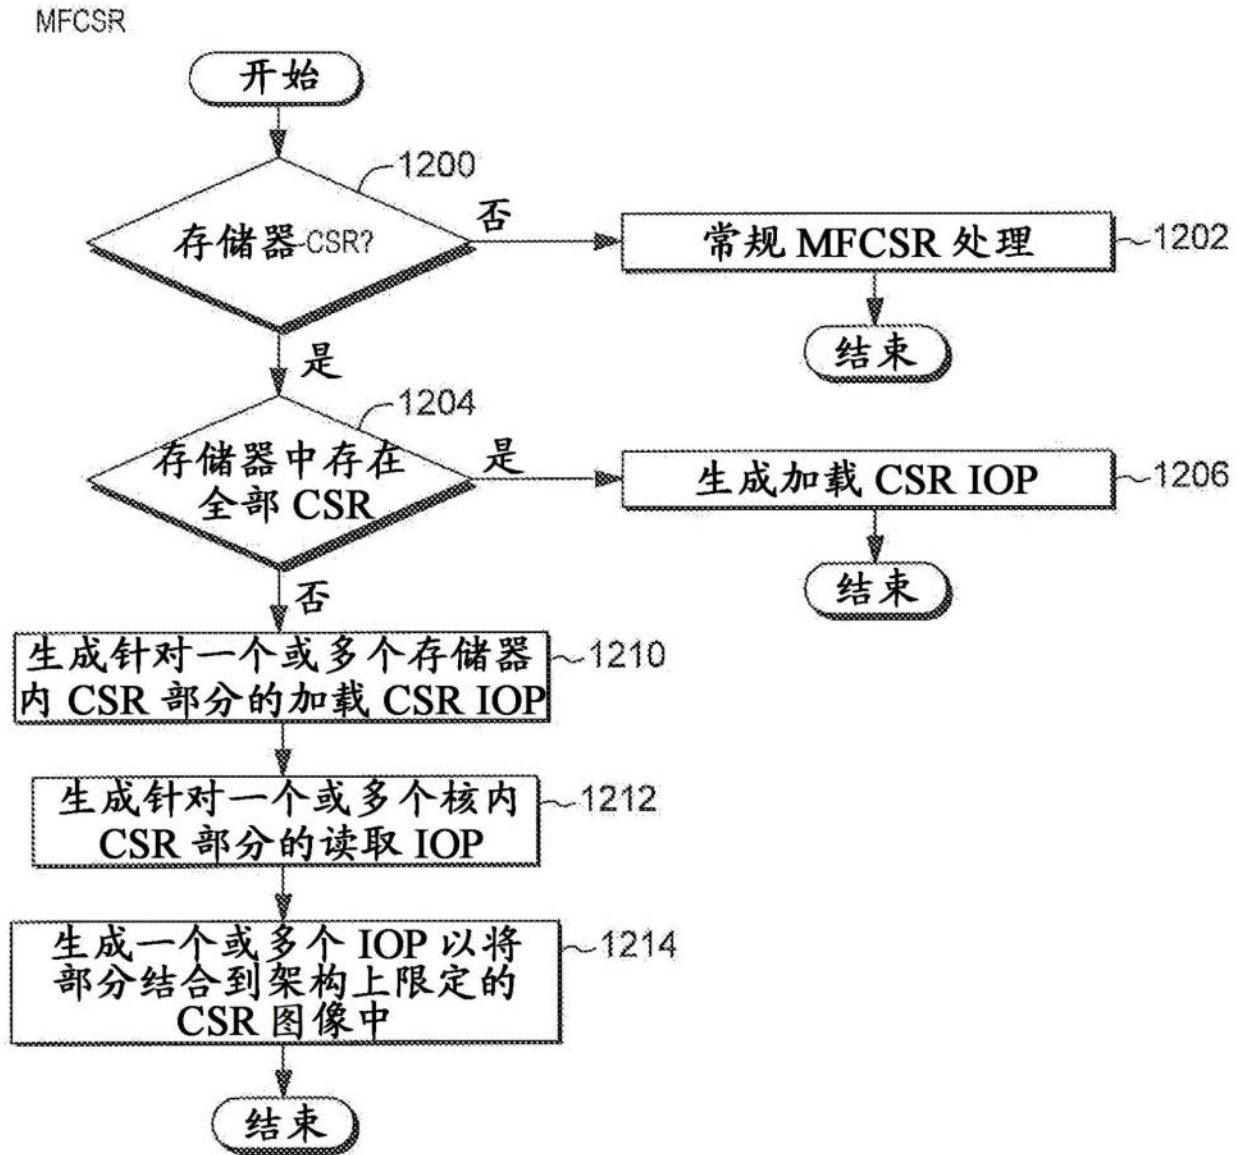 MFCSR
开始
1200
存储器-CSR?
否
常规 MFCSR 处理
1202
结束
是
1204
存储器中存在
全部 CSR
是
生成加载 CSR IOP
1206
结束
否
生成针对一个或多个存储器
内 CSR 部分的加载 CSR IOP
1210
生成针对一个或多个核内
CSR 部分的读取 IOP
1212
生成一个或多个 IOP 以将
部分结合到架构上限定的
CSR 图像中
1214
结束